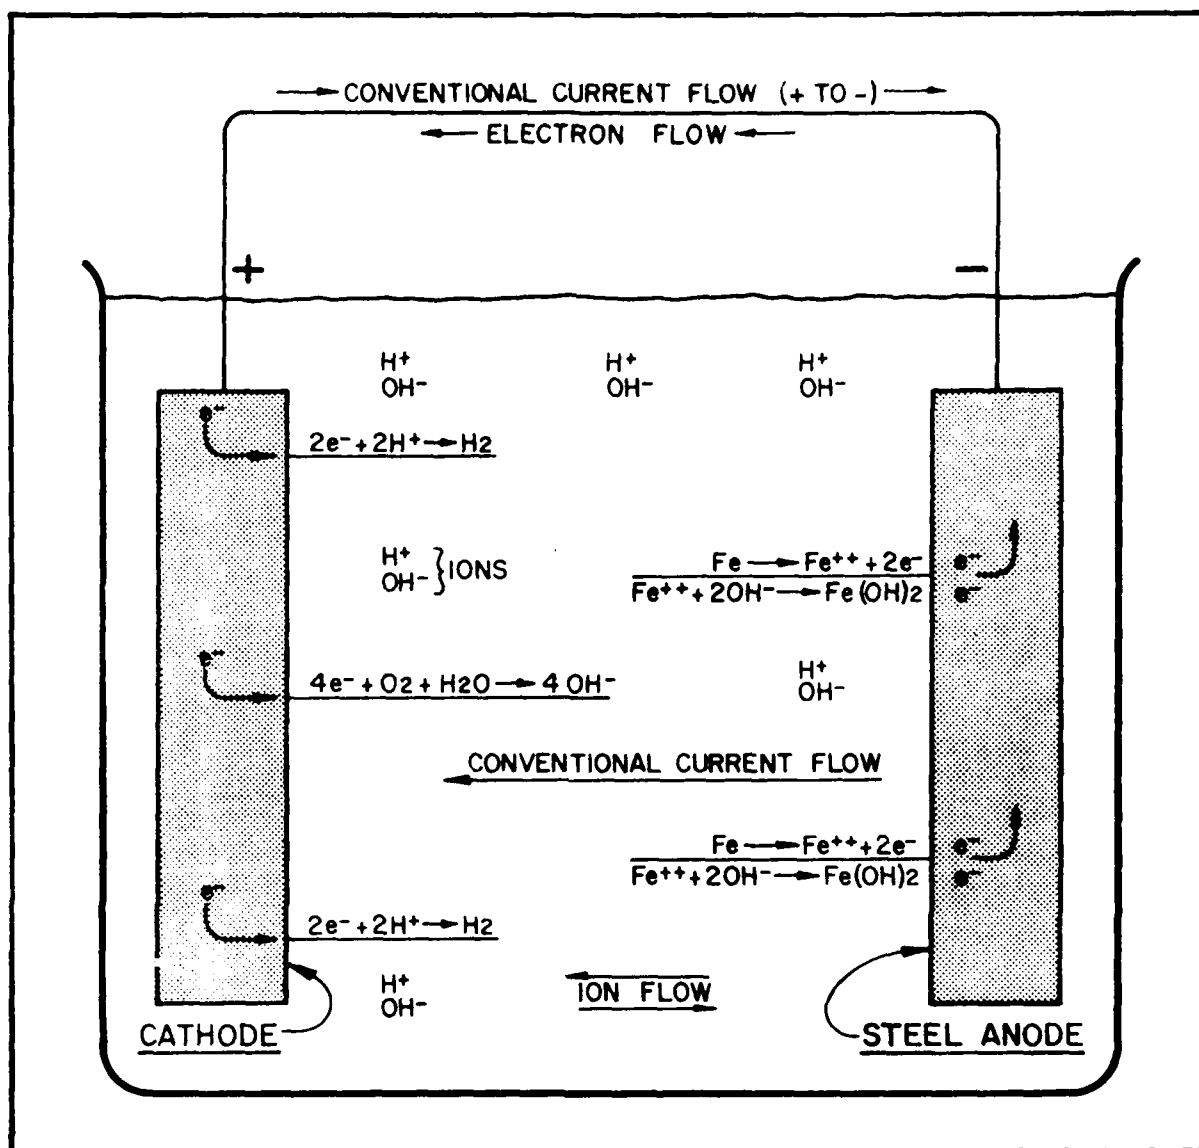 CONVENTIONAL CURRENT FLOW (+ TO -)
ELECTRON FLOW
+ −
H+ H+ H+
OH- OH- OH-
e-
2e- + 2H+ → H2
H+
OH- } IONS
Fe → Fe++ + 2e- e-
Fe++ + 2OH- → Fe(OH)2 e-
e-
4e- + O2 + H2O → 4 OH-
H+
OH-
CONVENTIONAL CURRENT FLOW
Fe → Fe++ + 2e- e-
Fe++ + 2OH- → Fe(OH)2 e-
e-
2e- + 2H+ → H2
H+
OH-
ION FLOW
CATHODE
STEEL ANODE